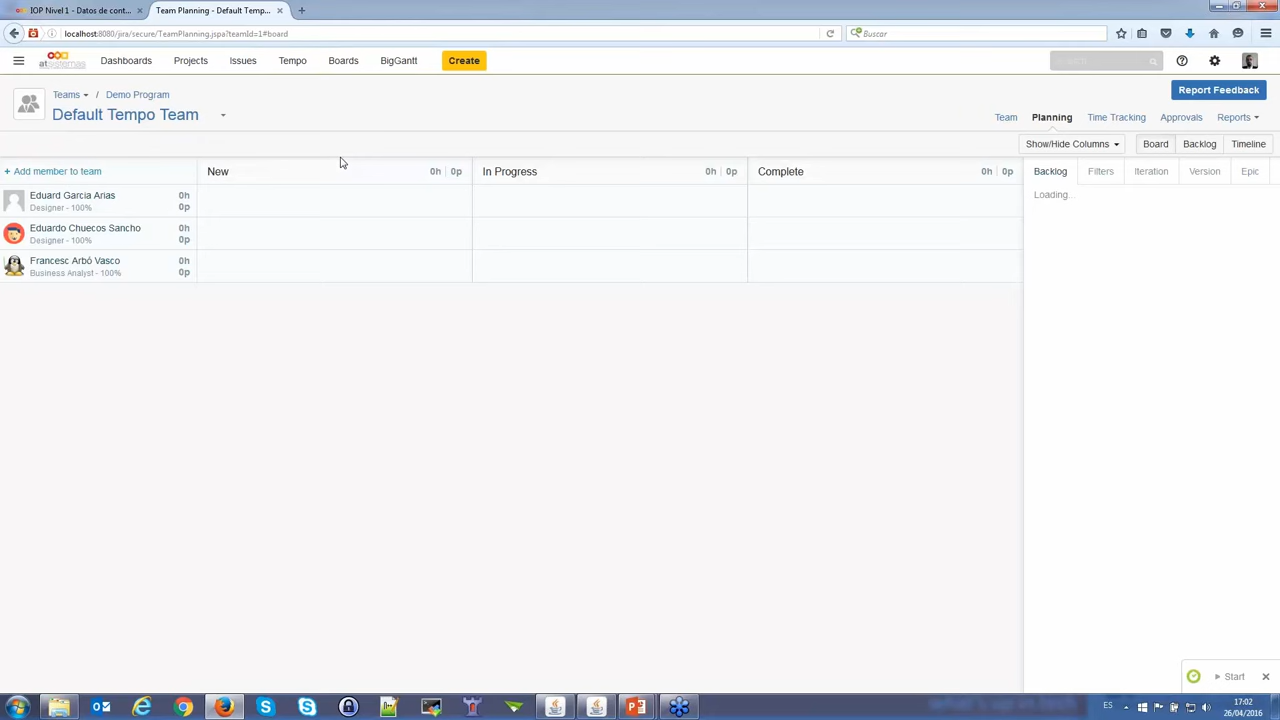 IOP Nivel 1 - Datos de cont...
Team Planning - Default Tempo...
localhost:8080/jira/secure/TeamPlanning.jspa?teamId=1#board
Buscar
atsistemas
Dashboards
Projects
Issues
Tempo
Boards
BigGantt
Create
Teams / Demo Program
Default Tempo Team
Report Feedback
Team
Planning
Time Tracking
Approvals
Reports
Show/Hide Columns
Board
Backlog
Timeline
+ Add member to team
New 0h 0p
In Progress 0h 0p
Complete 0h 0p
Backlog
Filters
Iteration
Version
Epic
Loading...
Eduard Garcia Arias 0h
Designer - 100% 0p
Eduardo Chuecos Sancho 0h
Designer - 100% 0p
Francesc Arbó Vasco 0h
Business Analyst - 100% 0p
Start
ES
17:02
26/04/2016